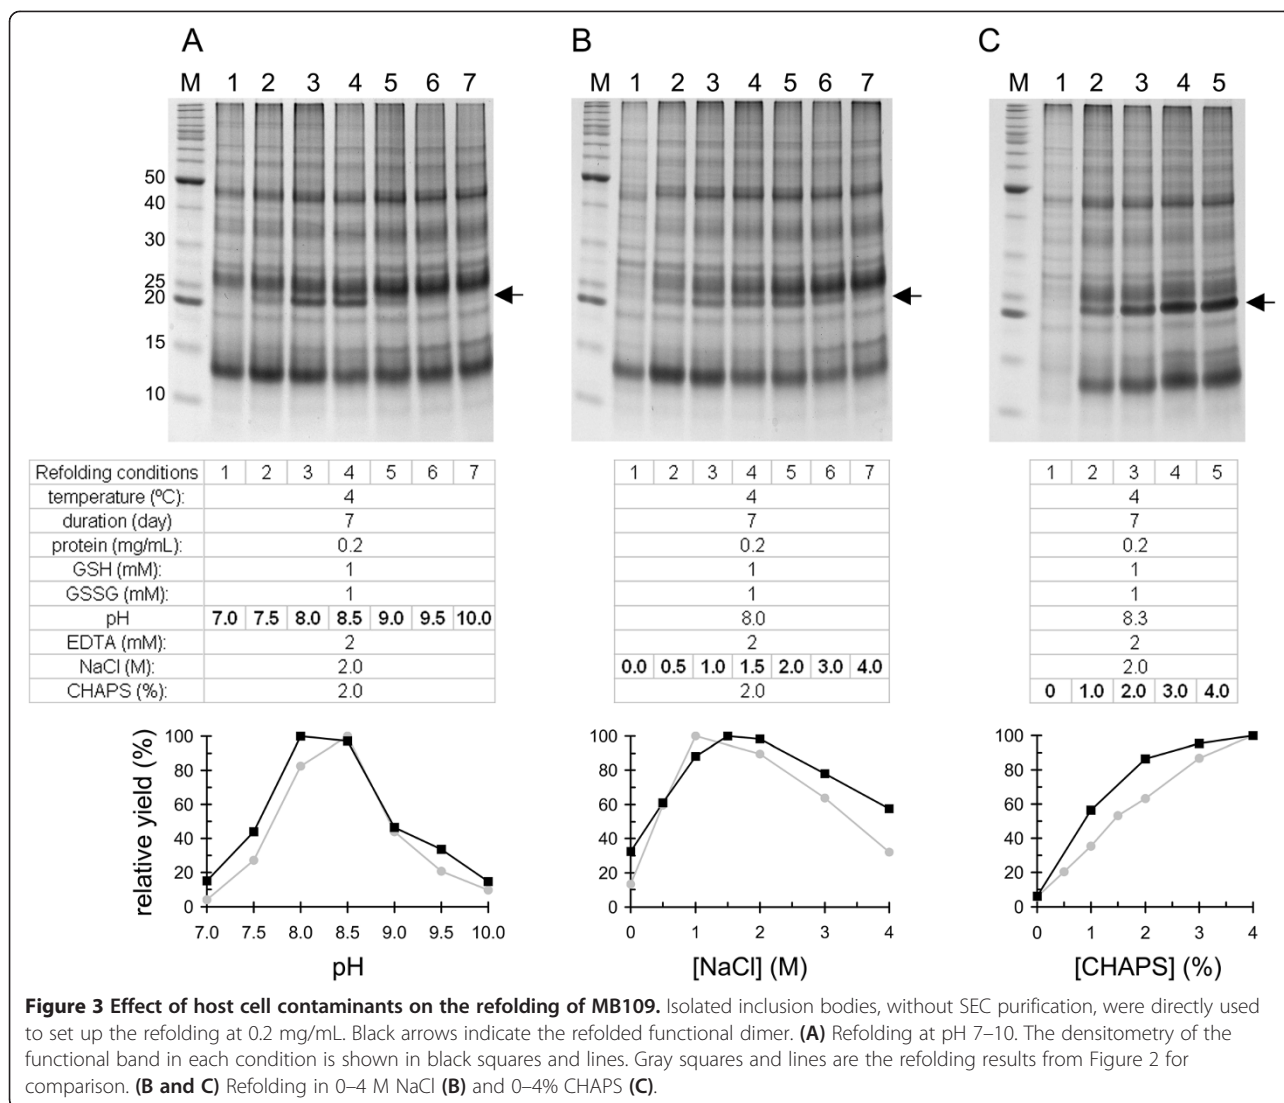 A B C
M 1 2 3 4 5 6 7 M 1 2 3 4 5 6 7 M 1 2 3 4 5
50
40
30
25
20
15
10
Refolding conditions 1 2 3 4 5 6 7 1 2 3 4 5 6 7 1 2 3 4 5
temperature (ºC): 4 4 4
duration (day) 7 7 7
protein (mg/mL): 0.2 0.2 0.2
GSH (mM): 1 1 1
GSSG (mM): 1 1 1
pH 7.0 7.5 8.0 8.5 9.0 9.5 10.0 8.0 8.3
EDTA (mM): 2 2 2
NaCl (M): 2.0 0.0 0.5 1.0 1.5 2.0 3.0 4.0 2.0
CHAPS (%): 2.0 2.0 0 1.0 2.0 3.0 4.0
relative yield (%)
100 100 100
80 80 80
60 60 60
40 40 40
20 20 20
0 0 0
7.0 7.5 8.0 8.5 9.0 9.5 10.0 0 1 2 3 4 0 1 2 3 4
pH [NaCl] (M) [CHAPS] (%)
Figure 3 Effect of host cell contaminants on the refolding of MB109. Isolated inclusion bodies, without SEC purification, were directly used
to set up the refolding at 0.2 mg/mL. Black arrows indicate the refolded functional dimer. (A) Refolding at pH 7–10. The densitometry of the
functional band in each condition is shown in black squares and lines. Gray squares and lines are the refolding results from Figure 2 for
comparison. (B and C) Refolding in 0–4 M NaCl (B) and 0–4% CHAPS (C).